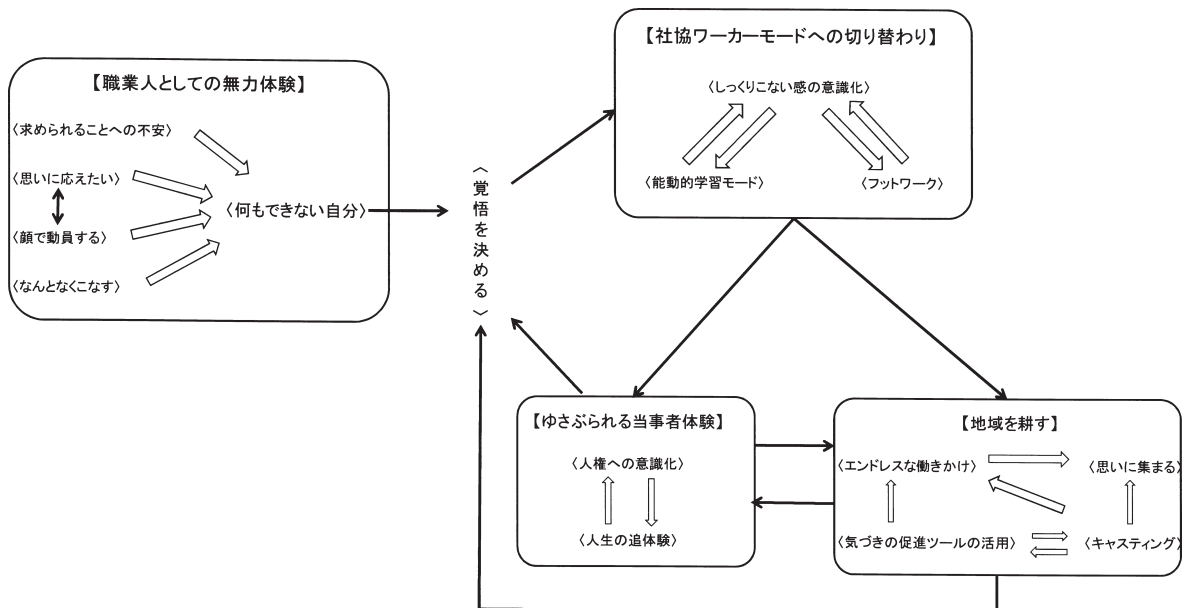 【職業人としての無力体験】
〈求められることへの不安〉
〈思いに応えたい〉
〈顔で動員する〉
〈なんとなくこなす〉
〈何もできない自分〉
〈覚悟を決める〉
【社協ワーカーモードへの切り替わり】
〈しっくりこない感の意識化〉
〈能動的学習モード〉
〈フットワーク〉
【ゆさぶられる当事者体験】
〈人権への意識化〉
〈人生の追体験〉
【地域を耕す】
〈エンドレスな働きかけ〉
〈思いに集まる〉
〈気づきの促進ツールの活用〉
〈キャスティング〉